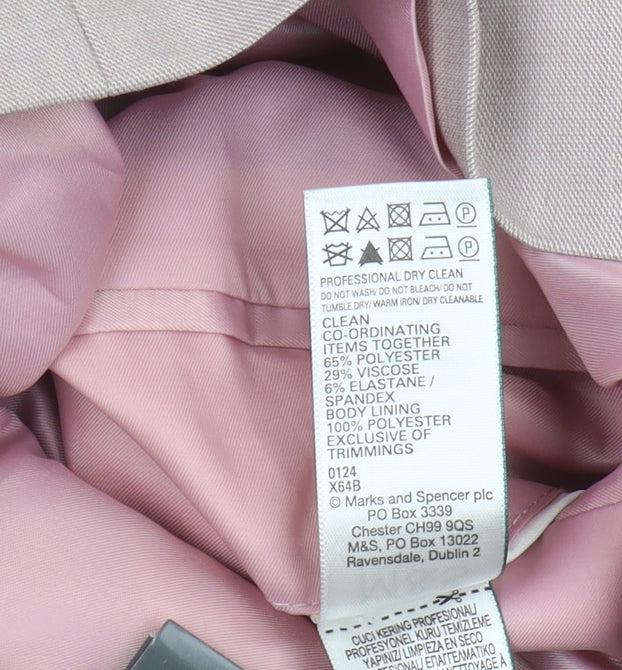 P
P
PROFESSIONAL DRY CLEAN
DO NOT WASH/ DO NOT BLEACH/ DO NOT
TUMBLE DRY/ WARM IRON/ DRY CLEANABLE
CLEAN
CO-ORDINATING
ITEMS TOGETHER
65% POLYESTER
29% VISCOSE
6% ELASTANE /
SPANDEX
BODY LINING
100% POLYESTER
EXCLUSIVE OF
TRIMMINGS
0124
X64B
© Marks and Spencer plc
PO Box 3339
Chester CH99 9QS
M&S, PO Box 13022
Ravensdale, Dublin 2
CUCI KERING PROFESIONAL/
PROFESYONEL KURU TEMIZLEME
YAPINIZ/ LIMPIEZA EN SECO